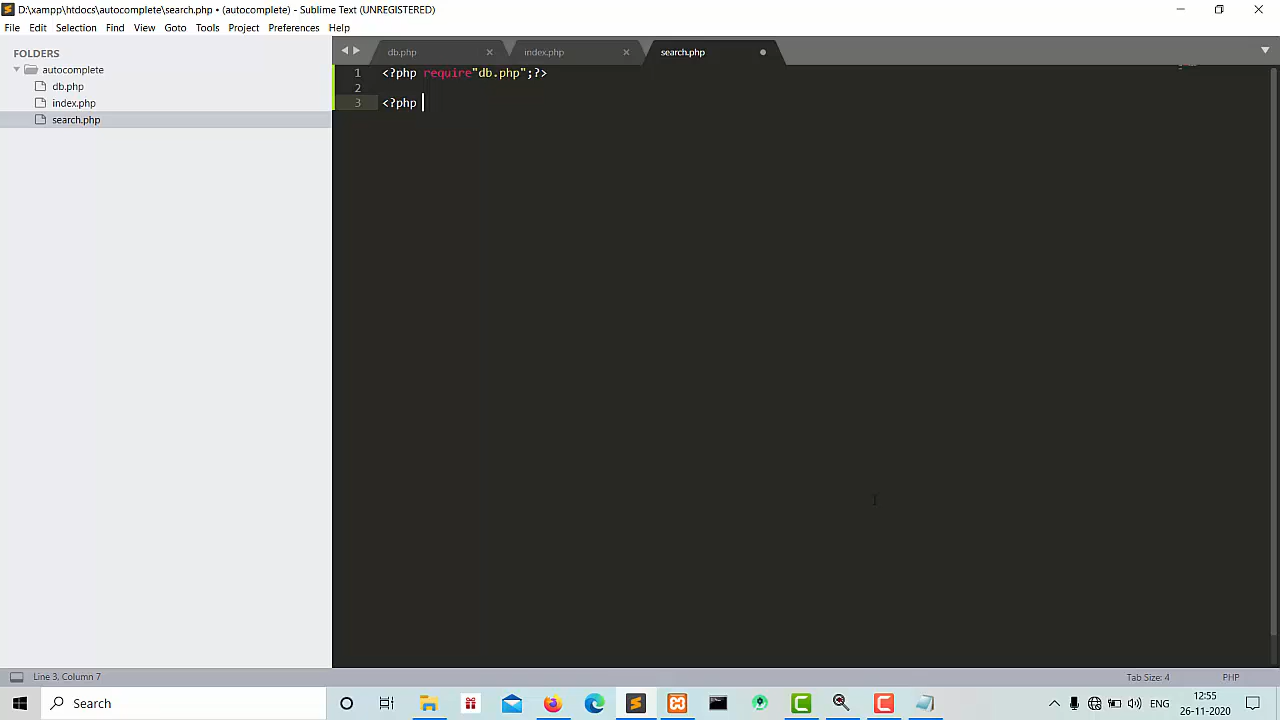 D:\xampp\htdocs\autocomplete\search.php • (autocomplete) - Sublime Text (UNREGISTERED)
File Edit Selection Find View Goto Tools Project Preferences Help
FOLDERS
autocomplete
db.php
index.php
search.php
db.php index.php search.php
1 <?php require"db.php";?>
2
3 <?php
Line 3, Column 7
Tab Size: 4
PHP
Search
ENG
12:55
26-11-2020